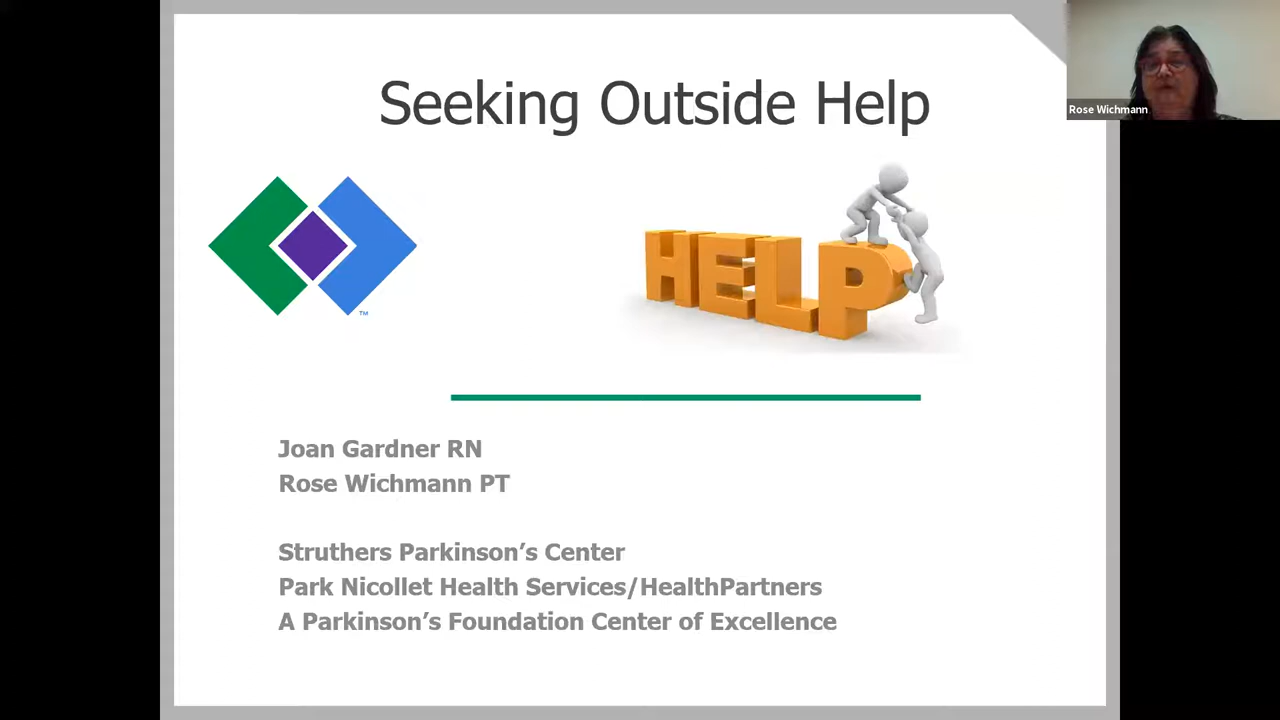 Seeking Outside Help
Rose Wichmann
HELP
™
Joan Gardner RN
Rose Wichmann PT
Struthers Parkinson’s Center
Park Nicollet Health Services/HealthPartners
A Parkinson’s Foundation Center of Excellence